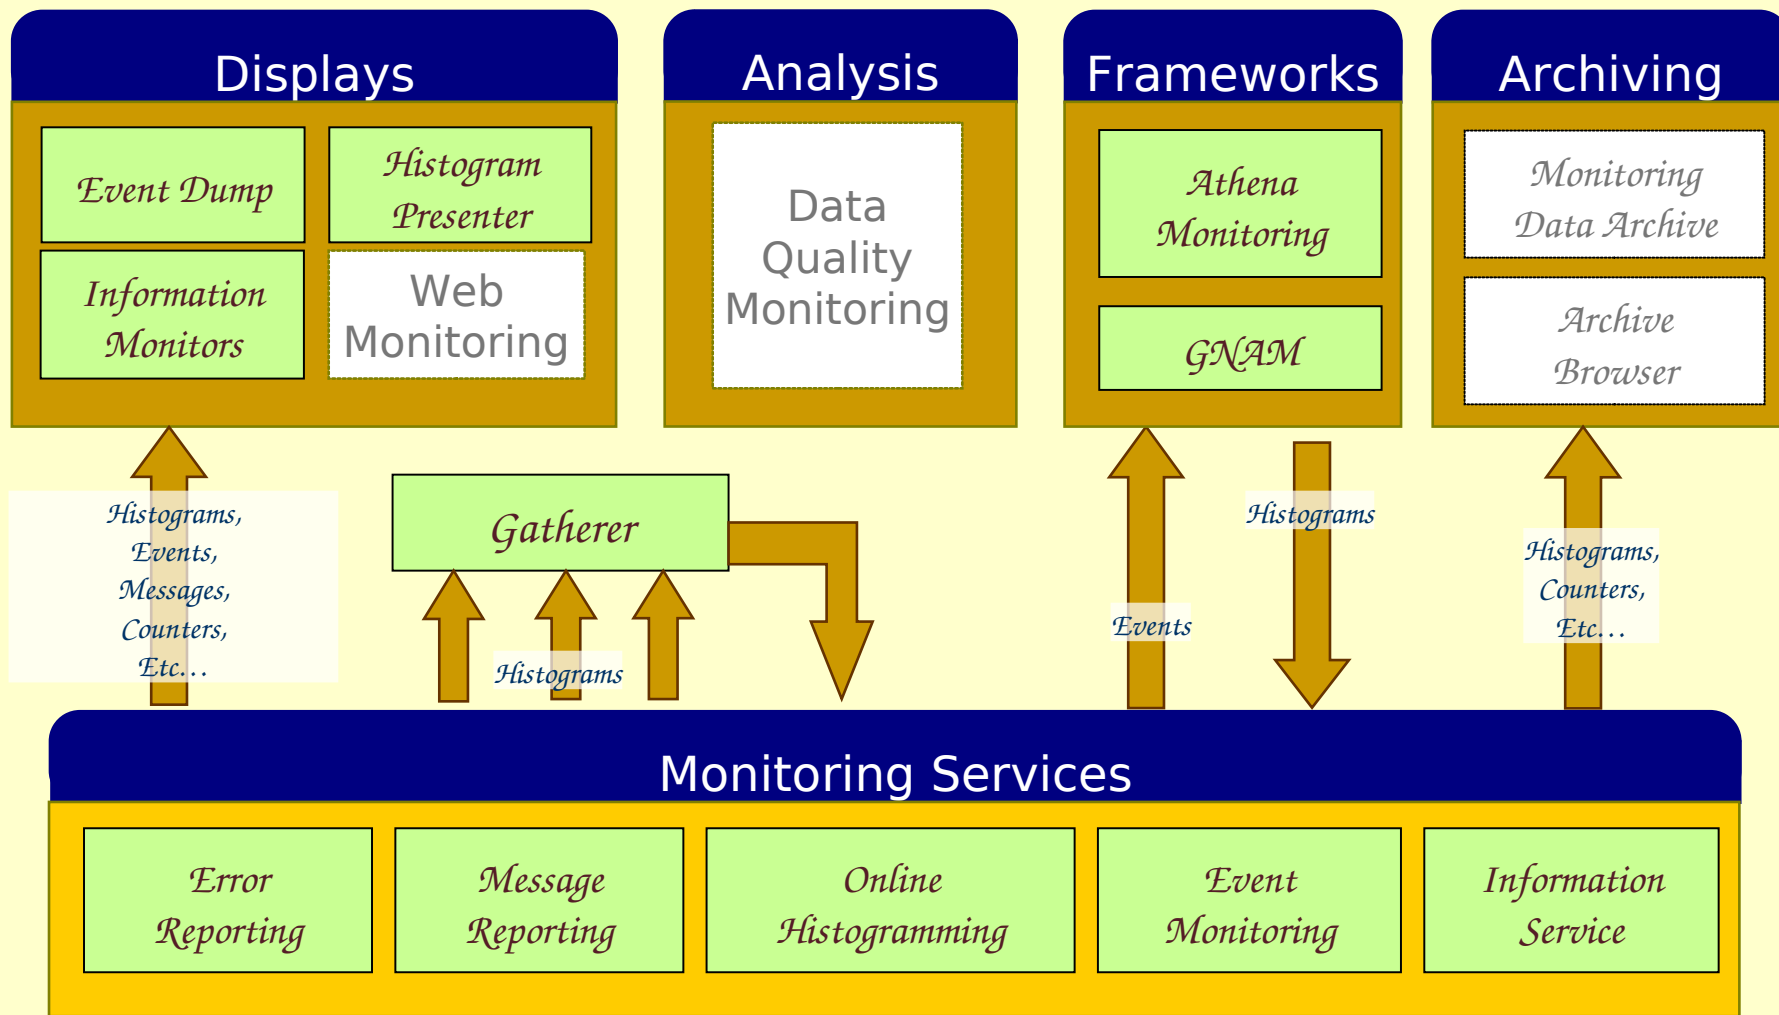 Displays
Event Dump
Histogram
Presenter
Information
Monitors
Web
Monitoring
Analysis
Data
Quality
Monitoring
Frameworks
Athena
Monitoring
GNAM
Archiving
Monitoring
Data Archive
Archive
Browser
Histograms,
Events,
Messages,
Counters,
Etc...
Gatherer
Histograms
Events
Histograms
Histograms,
Counters,
Etc...
Monitoring Services
Error
Reporting
Message
Reporting
Online
Histogramming
Event
Monitoring
Information
Service